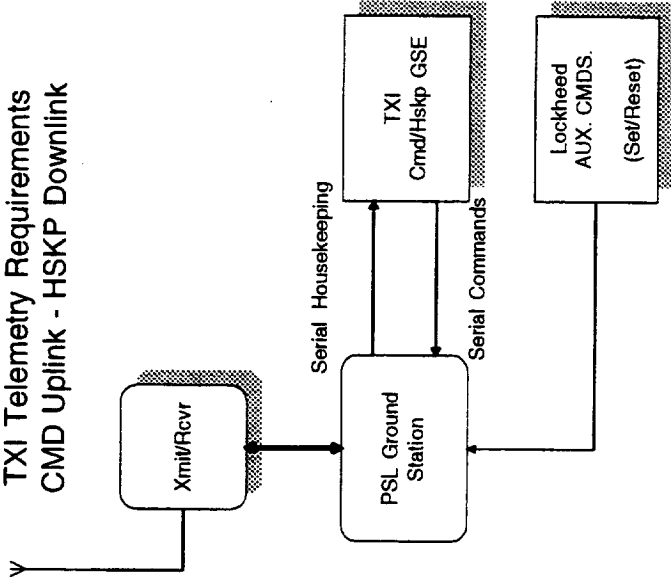 TXI Telemetry Requirements
CMD Uplink - HSKP Downlink
Xmit/Rcvr
Serial Housekeeping
PSL Ground
Station
Serial Commands
TXI
Cmd/Hskp GSE
Lockheed
AUX. CMDS.
(Set/Reset)